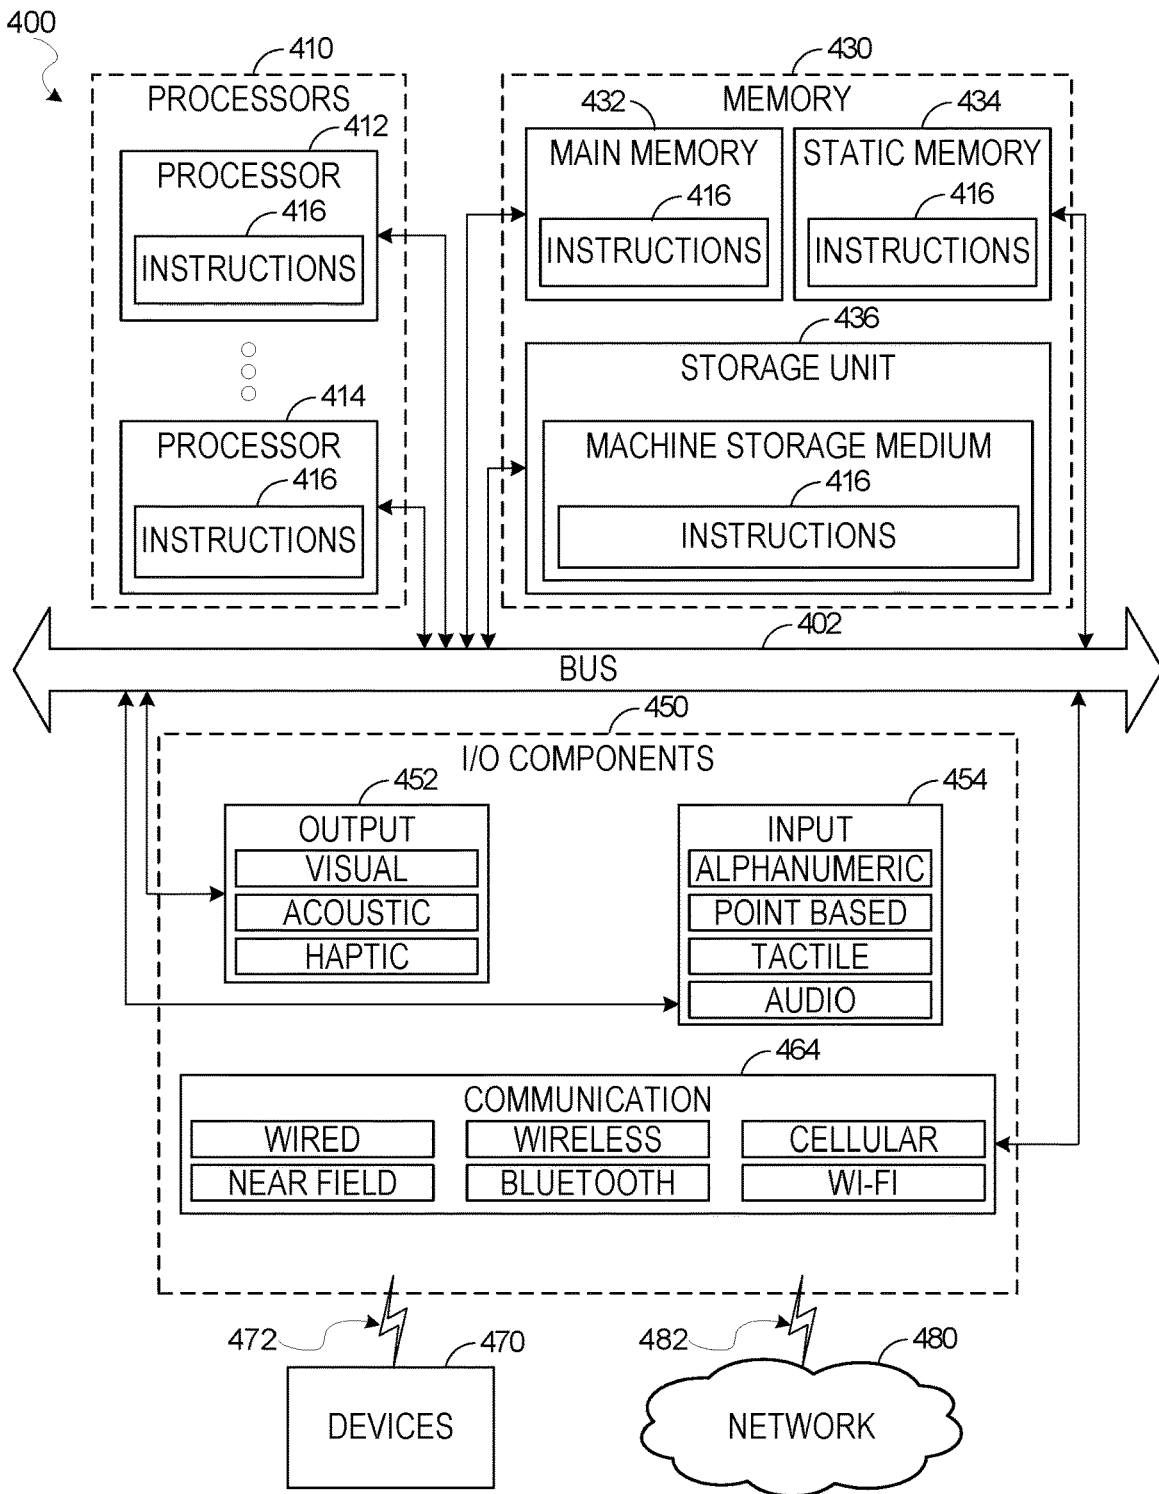 400
410
PROCESSORS
412
PROCESSOR
416
INSTRUCTIONS
414
PROCESSOR
416
INSTRUCTIONS
430
MEMORY
432
MAIN MEMORY
416
INSTRUCTIONS
434
STATIC MEMORY
416
INSTRUCTIONS
436
STORAGE UNIT
MACHINE STORAGE MEDIUM
416
INSTRUCTIONS
402
BUS
450
I/O COMPONENTS
452
OUTPUT
VISUAL
ACOUSTIC
HAPTIC
454
INPUT
ALPHANUMERIC
POINT BASED
TACTILE
AUDIO
464
COMMUNICATION
WIRED
WIRELESS
CELLULAR
NEAR FIELD
BLUETOOTH
WI-FI
472
470
DEVICES
482
480
NETWORK